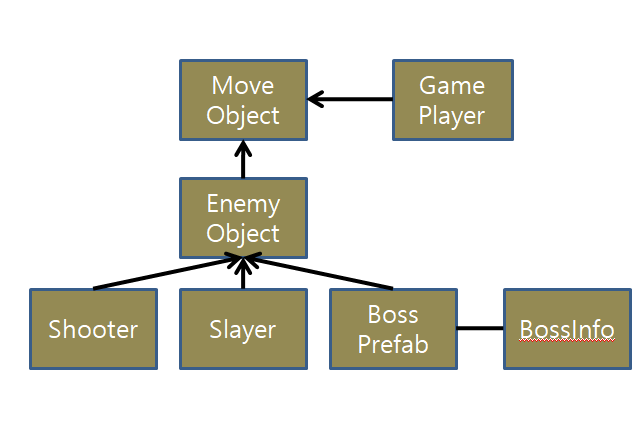 Move
Object
Game
Player
Enemy
Object
Shooter
Slayer
Boss
Prefab
BossInfo